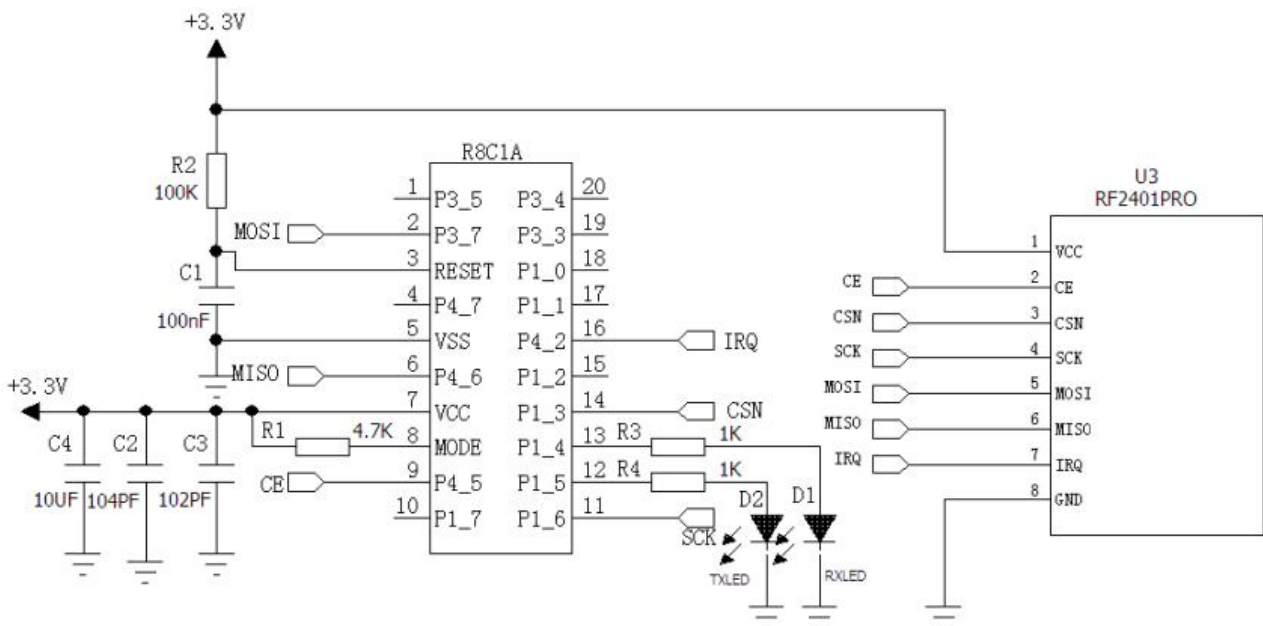 +3.3V
R2
100K
C1
100nF
R8C1A
1 P3_5 P3_4 20
MOSI 2 P3_7 P3_3 19
3 RESET P1_0 18
4 P4_7 P1_1 17
5 VSS P4_2 16 IRQ
MISO 6 P4_6 P1_2 15
+3.3V
7 VCC P1_3 14 CSN
R1 4.7K 8 MODE P1_4 13 R3 1K
CE 9 P4_5 P1_5 12 R4 1K
10 P1_7 P1_6 11 SCK
C4 C2 C3
10UF 104PF 102PF
D2 D1
TXLED RXLED
U3
RF2401PRO
1 VCC
CE 2 CE
CSN 3 CSN
SCK 4 SCK
MOSI 5 MOSI
MISO 6 MISO
IRQ 7 IRQ
8 GND